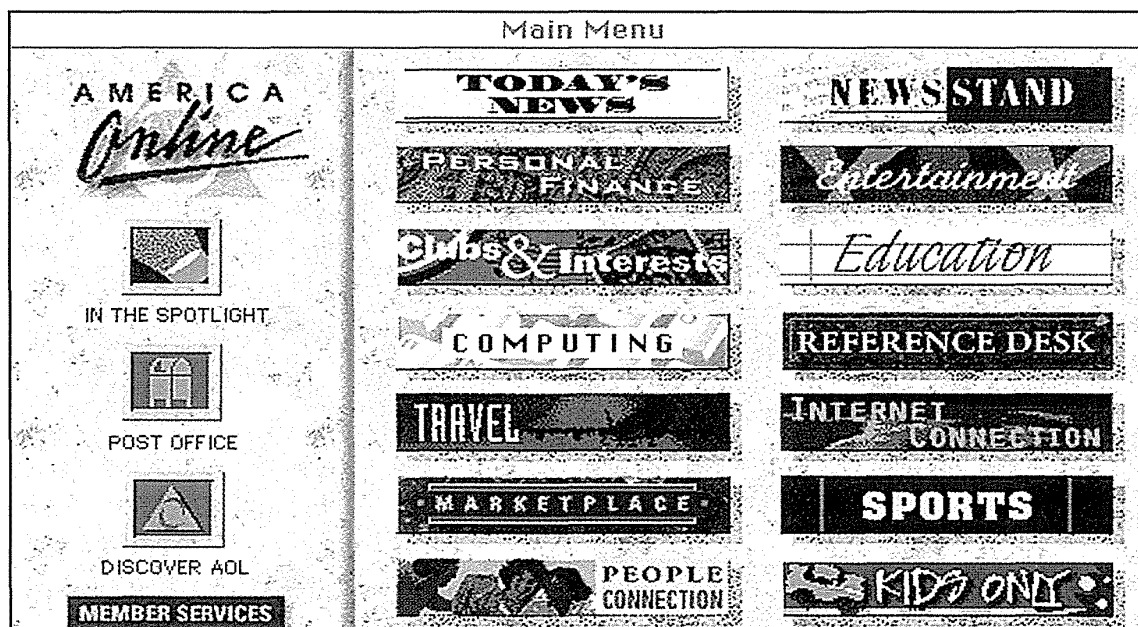 Main Menu
AMERICA
Online
IN THE SPOTLIGHT
POST OFFICE
DISCOVER AOL
MEMBER SERVICES
TODAY'S
NEWS
NEWSSTAND
PERSONAL
FINANCE
Entertainment
Clubs & Interests
Education
COMPUTING
REFERENCE DESK
TRAVEL
INTERNET
CONNECTION
MARKETPLACE
SPORTS
PEOPLE
CONNECTION
KIDS ONLY